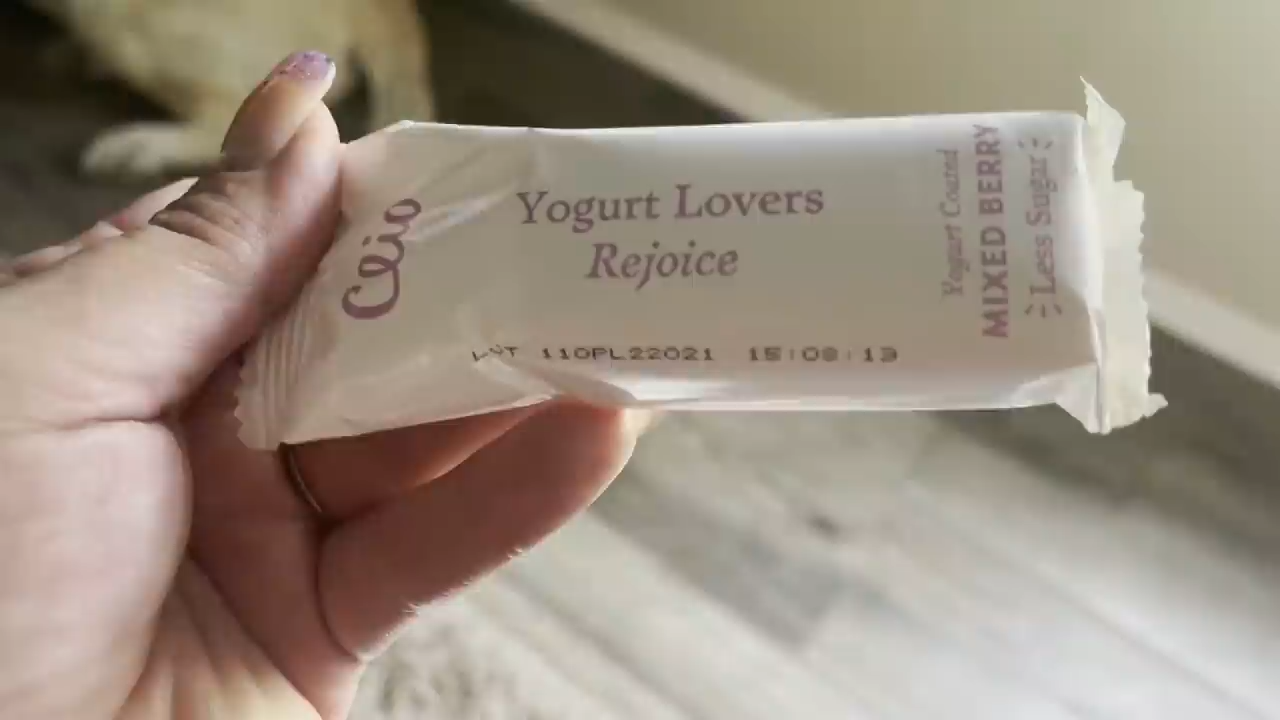 Clio
Yogurt Lovers
Rejoice
110PL22021 15:08:13
Yogurt Coated
MIXED BERRY
Less Sugar